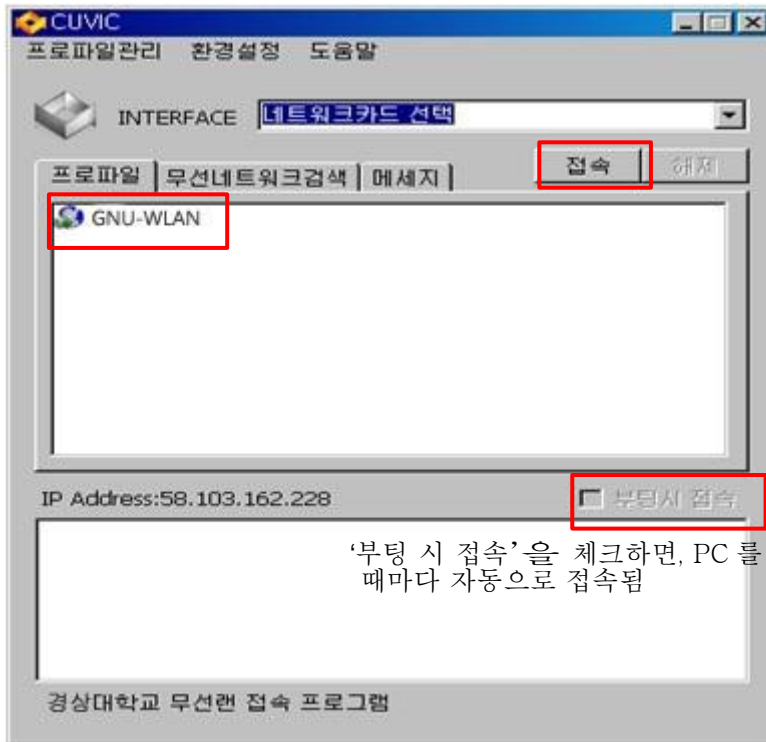 CUVIC
프로파일관리 환경설정 도움말
INTERFACE 네트워크카드 선택
접속 해제
프로파일 무선네트워크검색 메세지
GNU-WLAN
IP Address:58.103.162.228 부팅시 접속
‘부팅 시 접속’을 체크하면, PC 를
때마다 자동으로 접속됨
경상대학교 무선랜 접속 프로그램